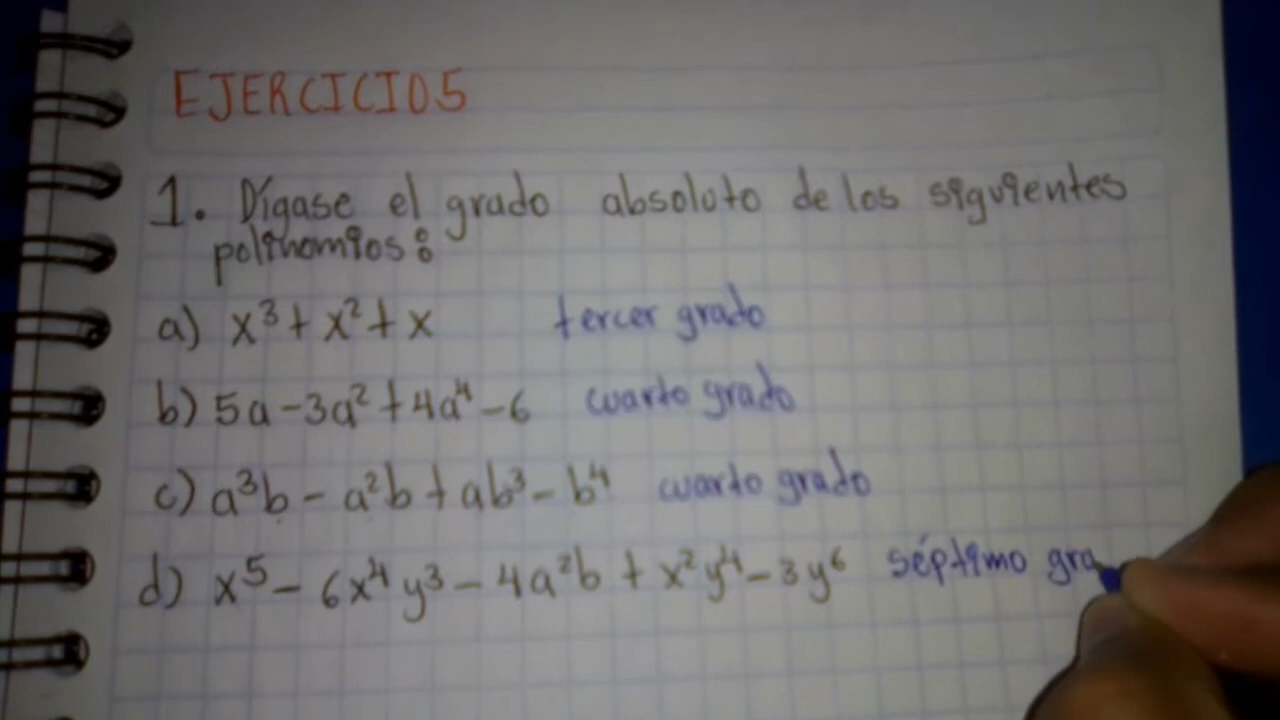 EJERCICIOS
1. Dígase el grado absoluto de los siguientes
polinomios:
a) x³ + x² + x tercer grado
b) 5a - 3a² + 4a⁴ - 6 cuarto grado
c) a³b - a²b + ab³ - b⁴ cuarto grado
d) x⁵ - 6x⁴y³ - 4a²b + x²y⁴ - 3y⁶ séptimo gra